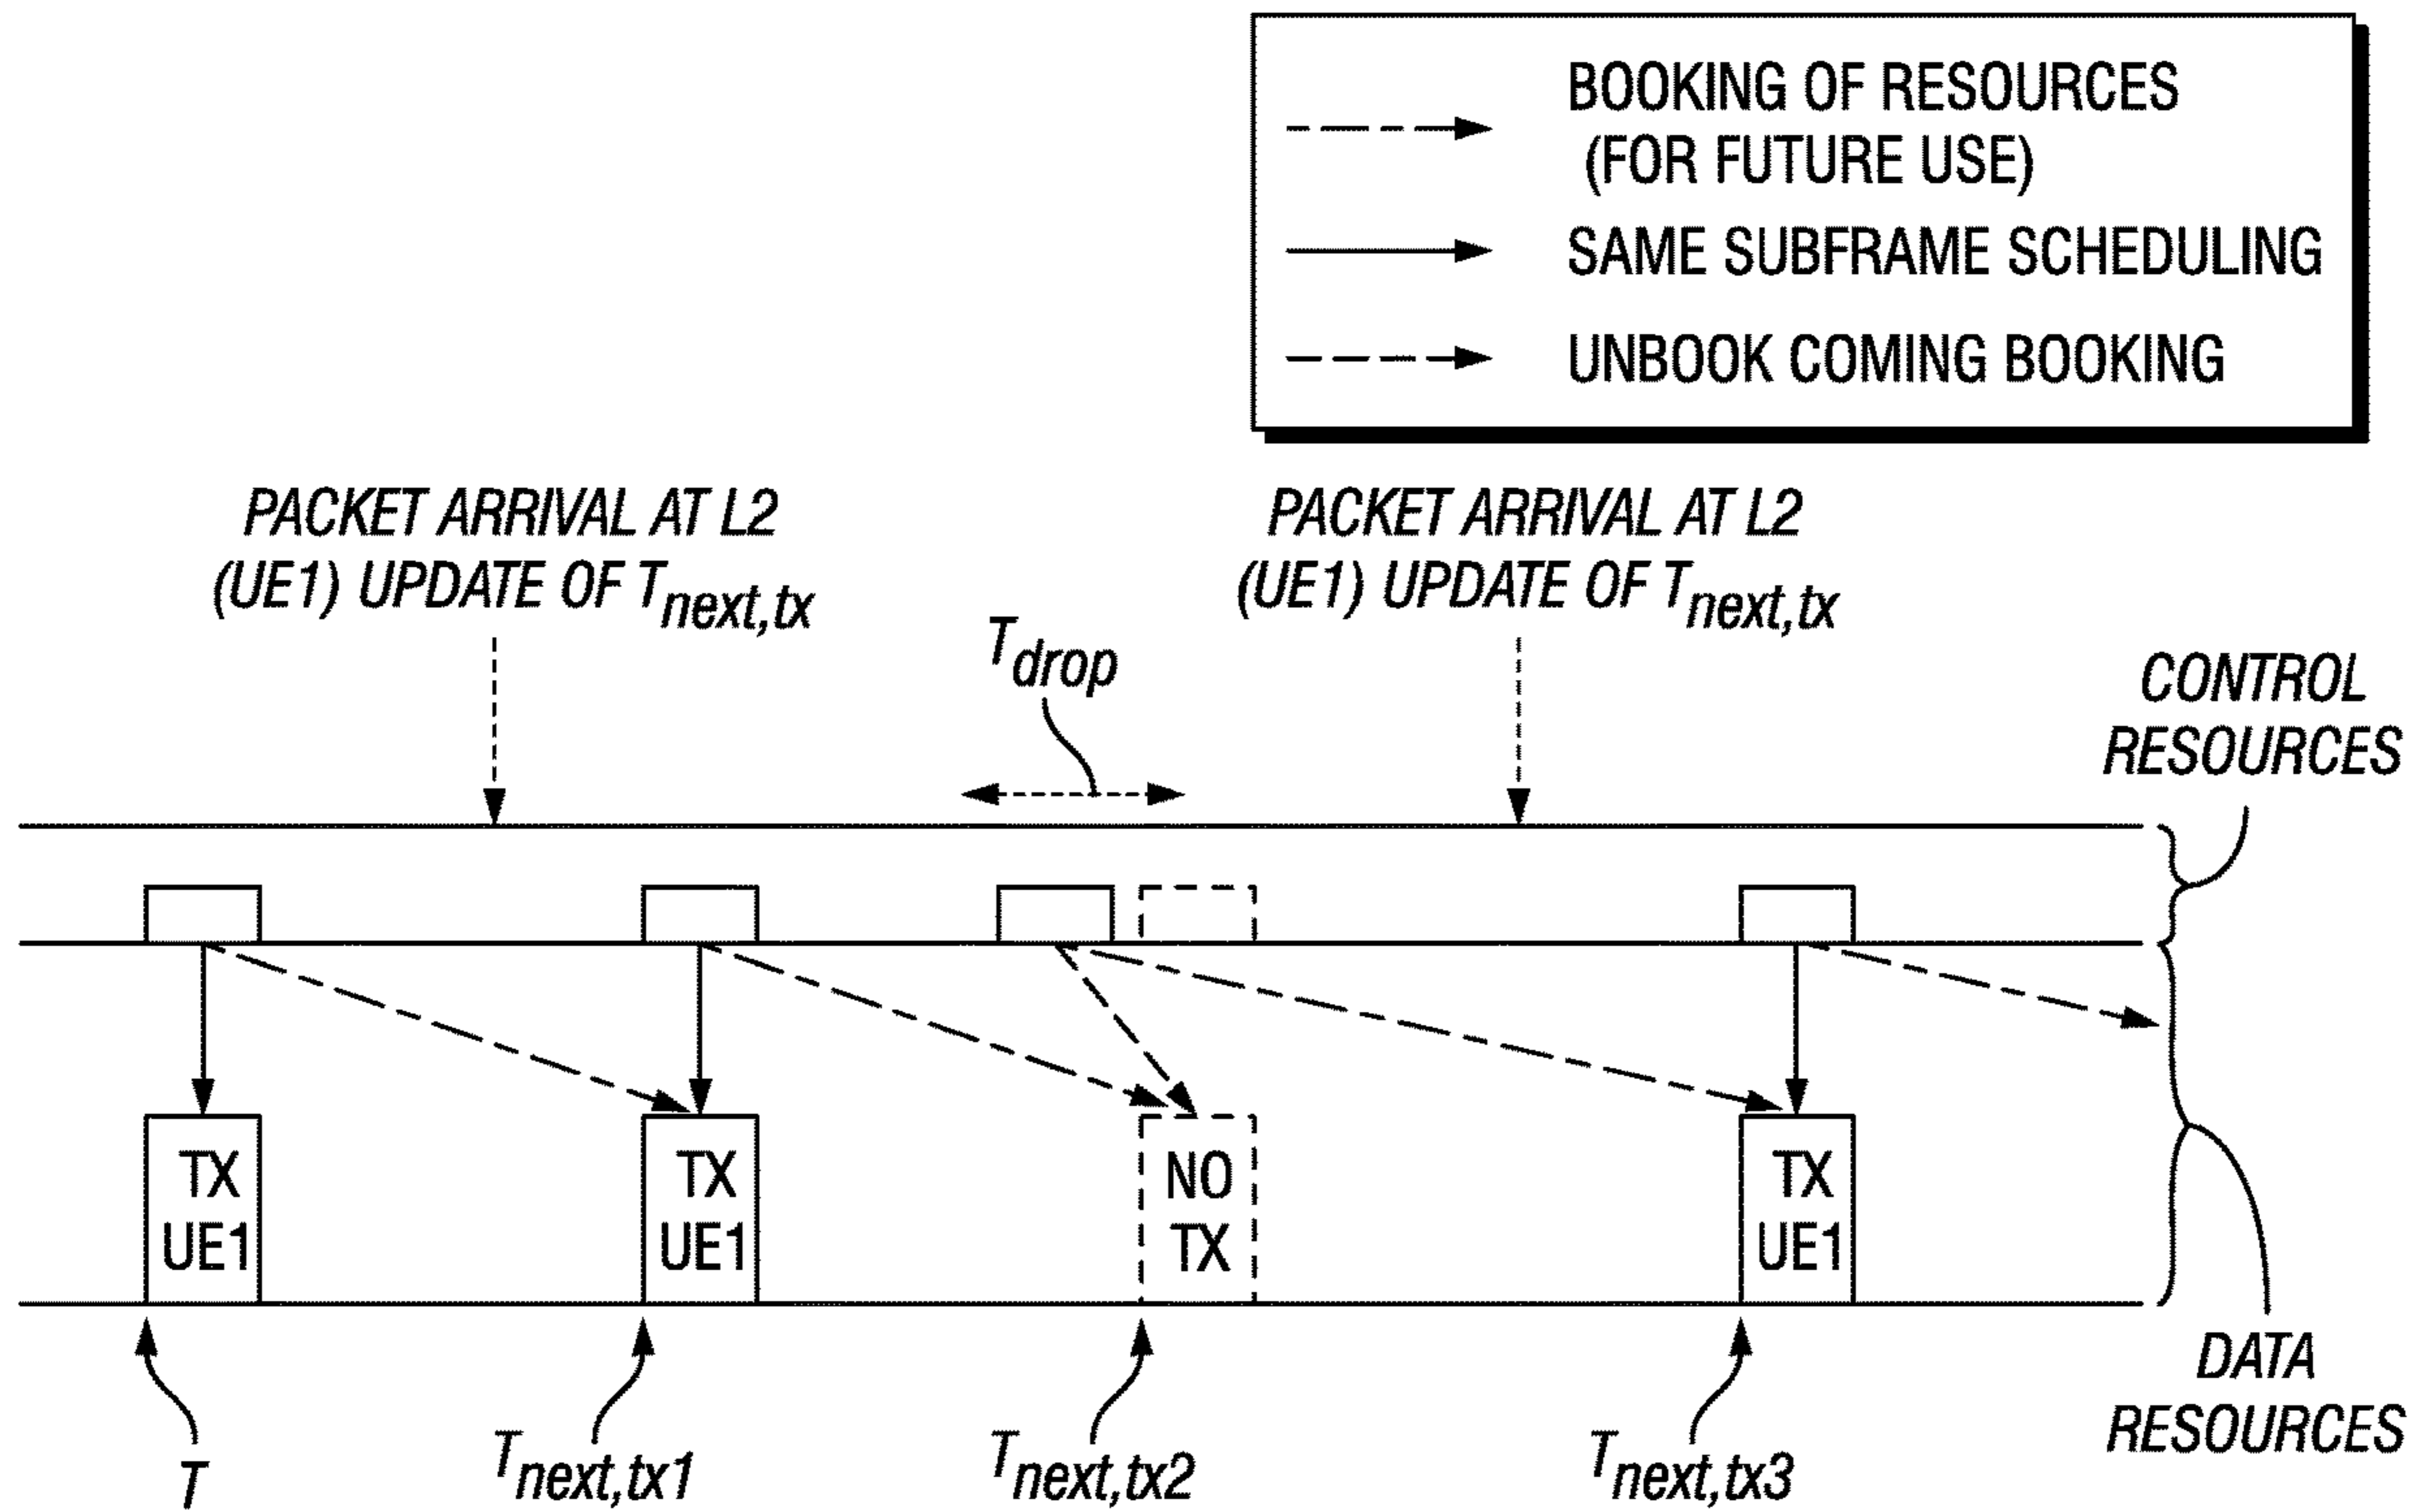 BOOKING OF RESOURCES
(FOR FUTURE USE)
SAME SUBFRAME SCHEDULING
UNBOOK COMING BOOKING
PACKET ARRIVAL AT L2
(UE1) UPDATE OF Tnext,tx
PACKET ARRIVAL AT L2
(UE1) UPDATE OF Tnext,tx
Tdrop
CONTROL
RESOURCES
TX
UE1
TX
UE1
NO
TX
TX
UE1
T
Tnext,tx1
Tnext,tx2
Tnext,tx3
DATA
RESOURCES